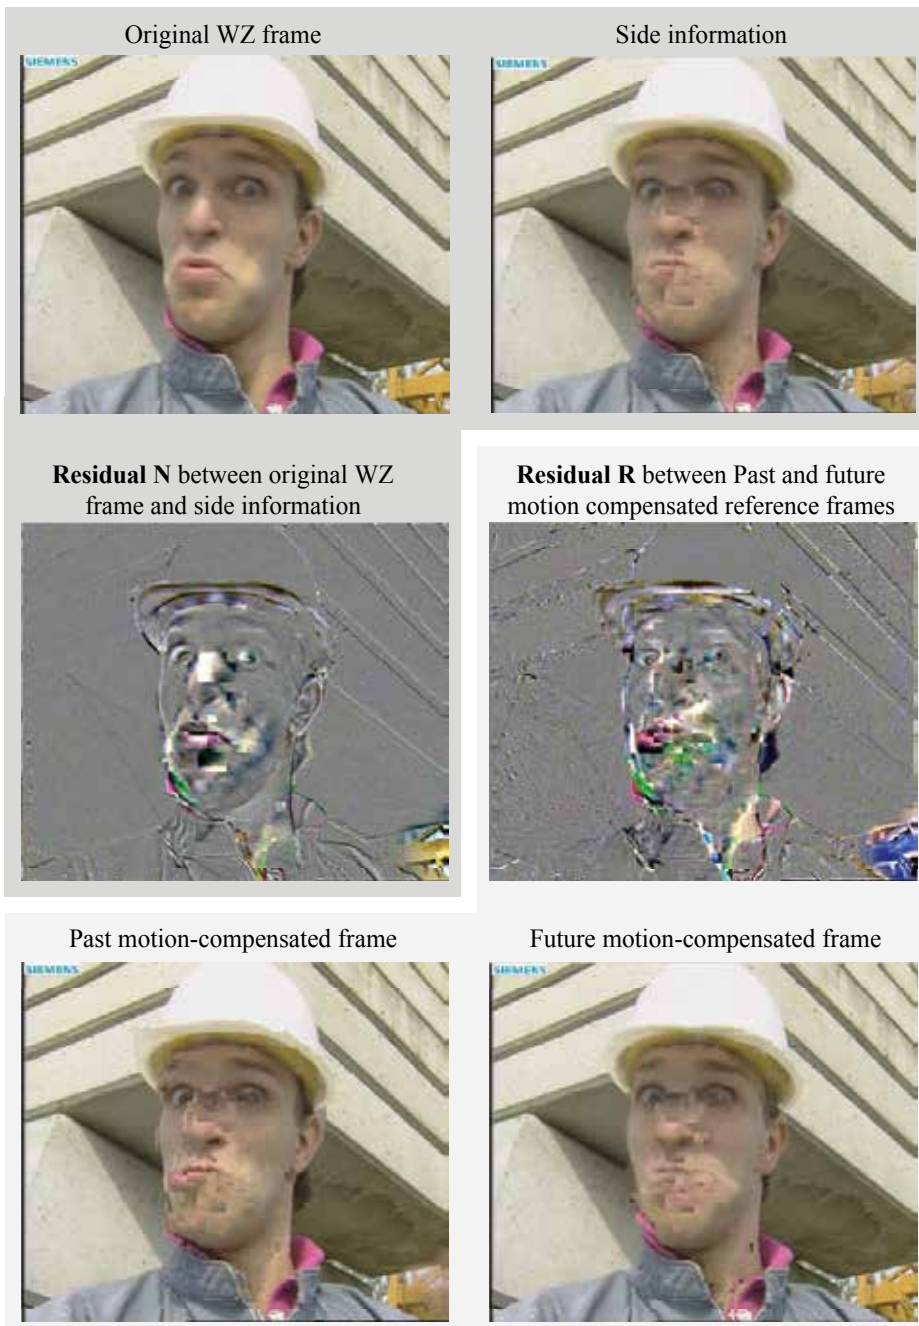 Original WZ frame
Side information
SIEMENS
SIEMENS
Residual N between original WZ
frame and side information
Residual R between Past and future
motion compensated reference frames
Past motion-compensated frame
Future motion-compensated frame
SIEMENS
SIEMENS